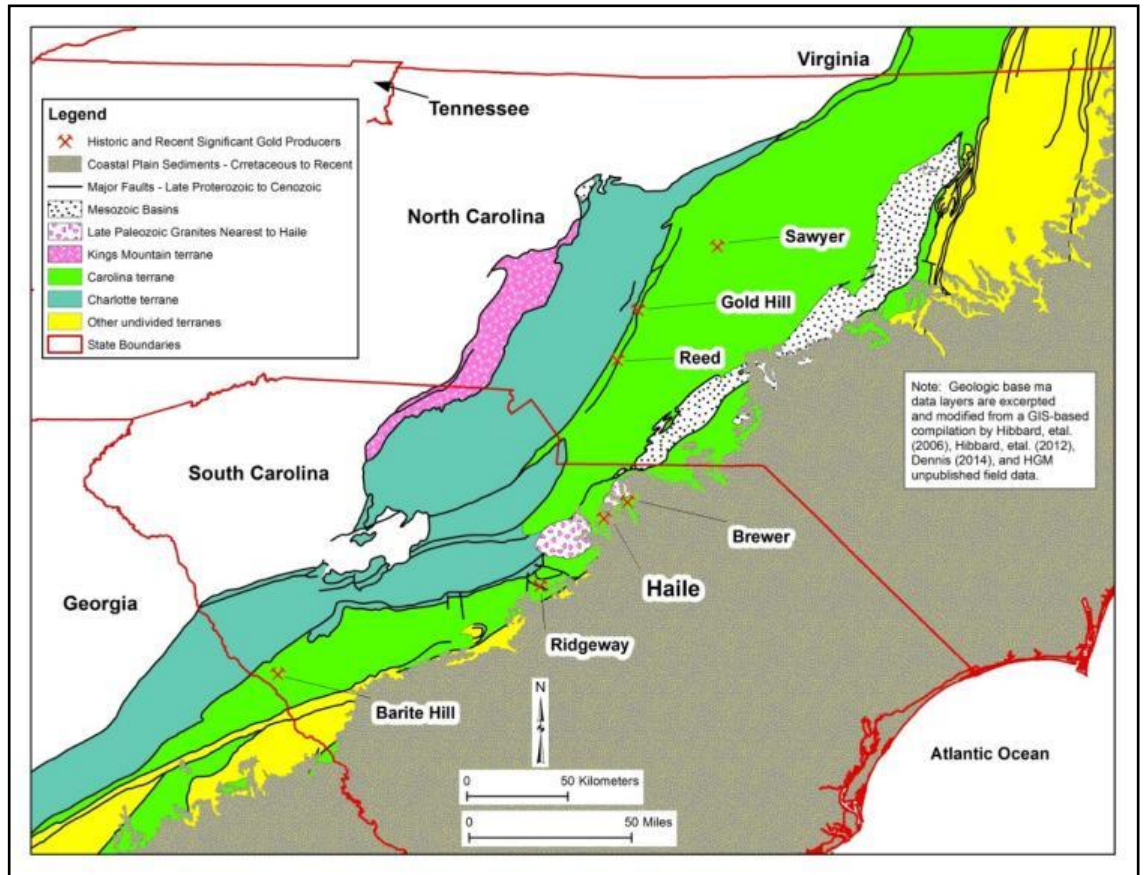 Virginia
Tennessee
Legend
Historic and Recent Significant Gold Producers
Coastal Plain Sediments - Crretaceous to Recent
Major Faults - Late Proterozoic to Cenozoic
Mesozoic Basins
Late Paleozoic Granites Nearest to Haile
Kings Mountain terrane
Carolina terrane
Charlotte terrane
Other undivided terranes
State Boundaries
North Carolina
Sawyer
Gold Hill
Reed
Note: Geologic base ma
data layers are excerpted
and modified from a GIS-based
compilation by Hibbard, etal.
(2006), Hibbard, etal. (2012),
Dennis (2014), and HGM
unpublished field data.
South Carolina
Brewer
Haile
Georgia
Ridgeway
N
Barite Hill
Atlantic Ocean
0 50 Kilometers
0 50 Miles